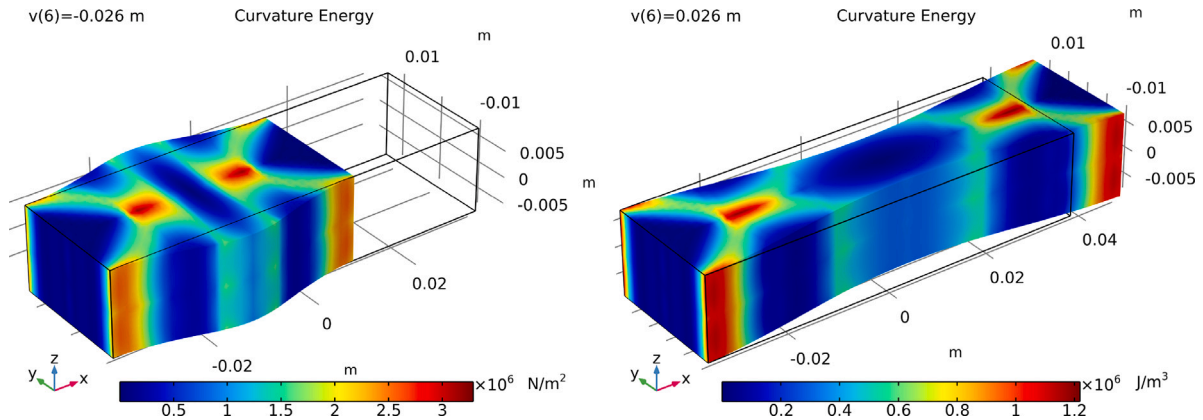 v(6)=-0.026 m Curvature Energy
m
0.01
-0.01
0.005
0
-0.005
m
0.02
0
-0.02
m
y z x
0.5 1 1.5 2 2.5 3 ×10⁶ N/m²
v(6)=0.026 m Curvature Energy
m
0.01
-0.01
0.005
0
-0.005
0.04
0.02
0
-0.02
m
y z x
0.2 0.4 0.6 0.8 1 1.2 ×10⁶ J/m³